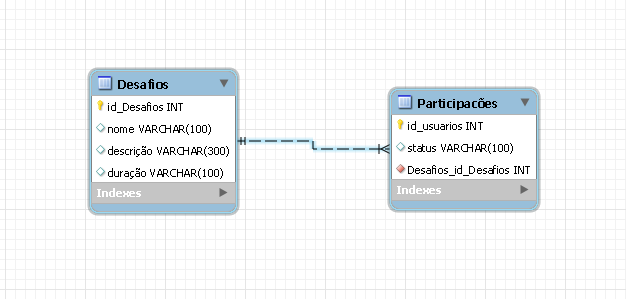 Desafios
id_Desafios INT
nome VARCHAR(100)
descrição VARCHAR(300)
duração VARCHAR(100)
Indexes
Participacões
id_usuarios INT
status VARCHAR(100)
Desafios_id_Desafios INT
Indexes